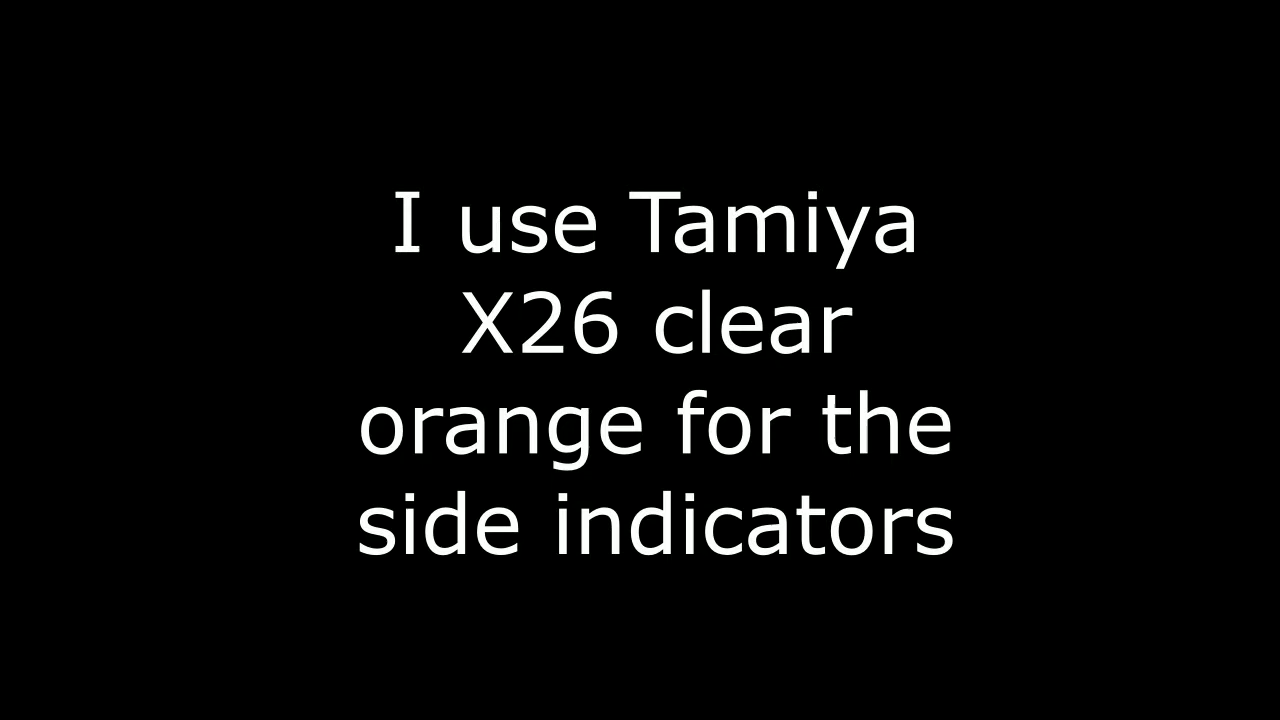 I use Tamiya
X26 clear
orange for the
side indicators